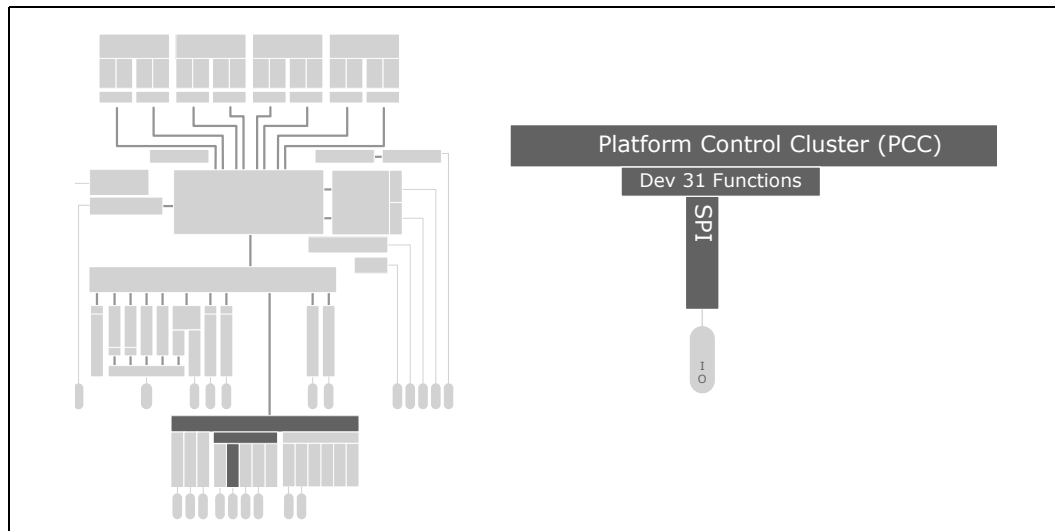 Platform Control Cluster (PCC)
Dev 31 Functions
SPI
I
O